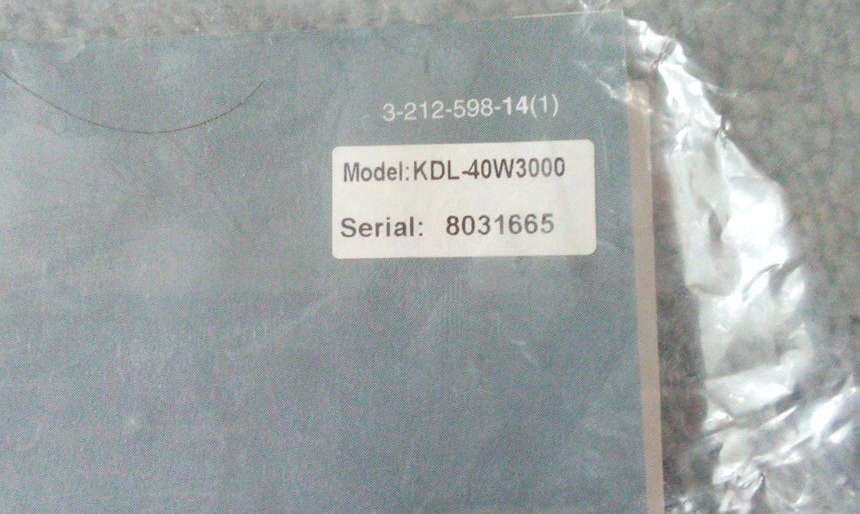 3-212-598-14(1)
Model:KDL-40W3000
Serial: 8031665